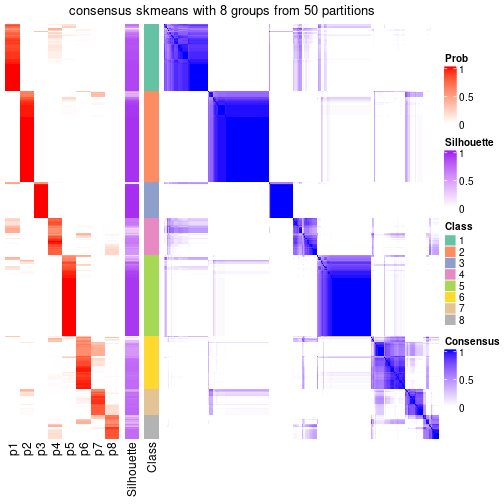 consensus skmeans with 8 groups from 50 partitions
Prob
1
0.5
0
Silhouette
1
0.5
0
Class
1
2
3
4
5
6
7
8
Consensus
1
0.5
0
p1
p2
p3
p4
p5
p6
p7
p8
Silhouette
Class